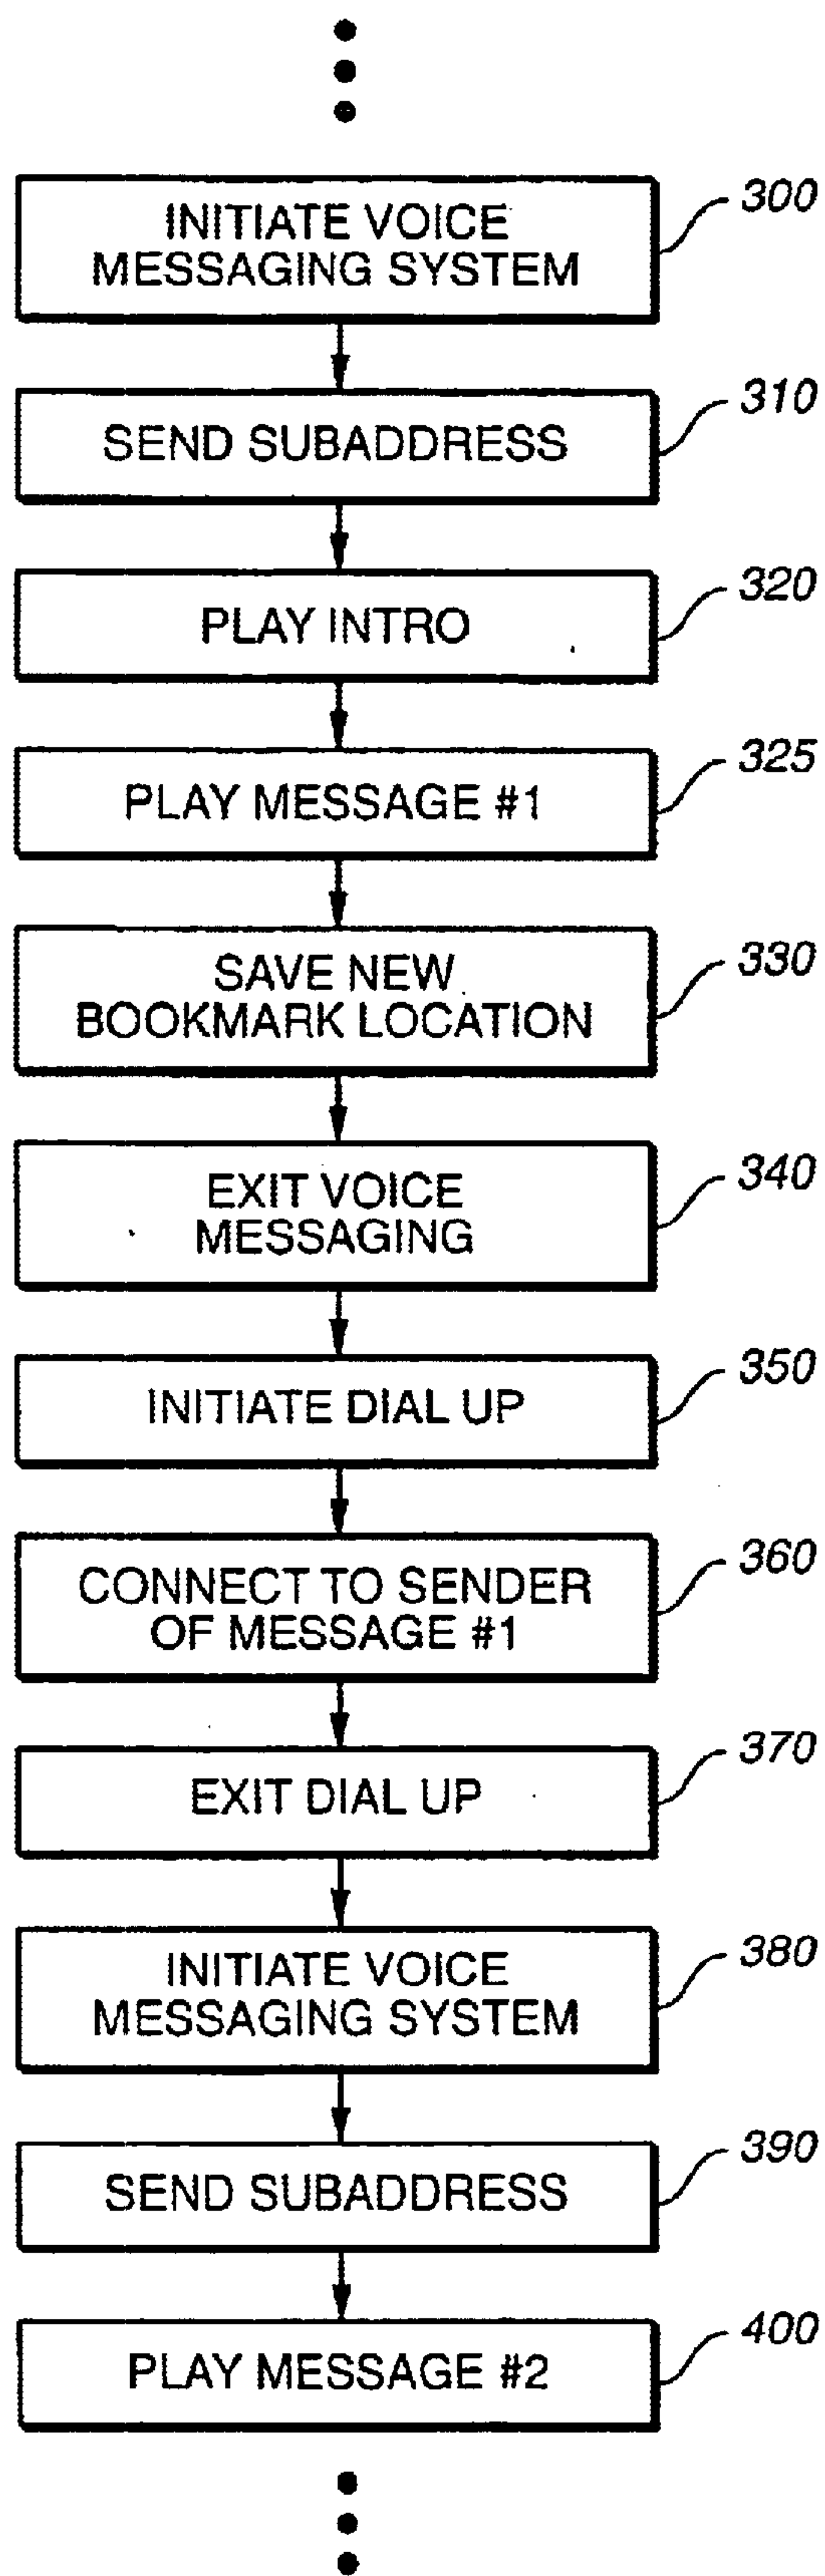 300
INITIATE VOICE
MESSAGING SYSTEM
310
SEND SUBADDRESS
320
PLAY INTRO
325
PLAY MESSAGE #1
330
SAVE NEW
BOOKMARK LOCATION
340
EXIT VOICE
MESSAGING
350
INITIATE DIAL UP
360
CONNECT TO SENDER
OF MESSAGE #1
370
EXIT DIAL UP
380
INITIATE VOICE
MESSAGING SYSTEM
390
SEND SUBADDRESS
400
PLAY MESSAGE #2